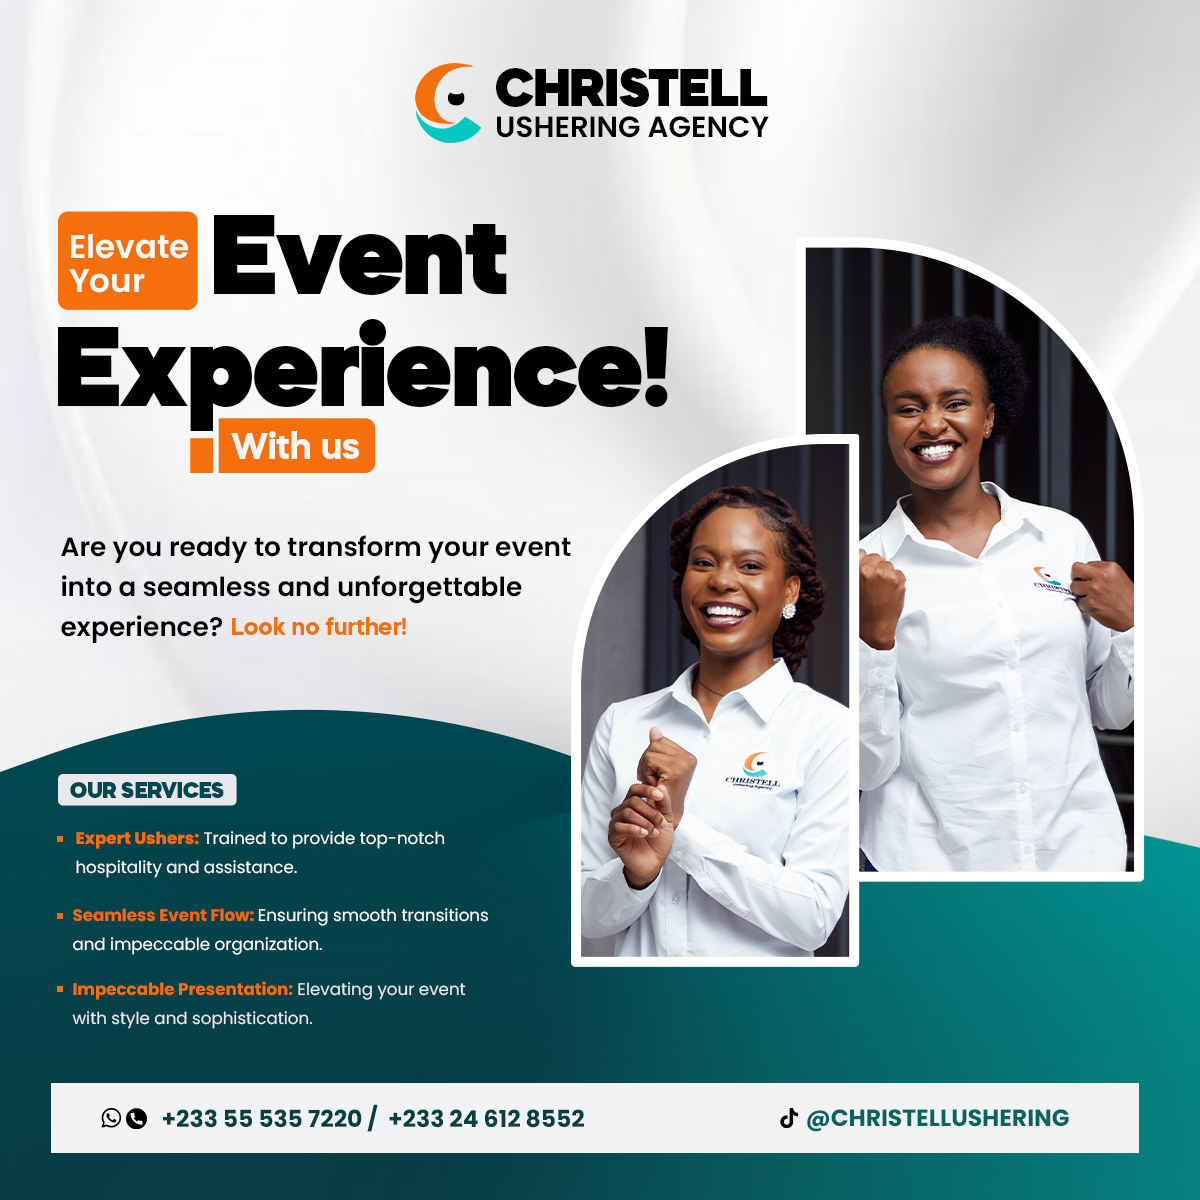 CHRISTELL
USHERING AGENCY
Elevate
Your
Event
Experience!
With us
Are you ready to transform your event
into a seamless and unforgettable
experience? Look no further!
CHRISTELL
Ushering Agency
OUR SERVICES
Expert Ushers: Trained to provide top-notch
hospitality and assistance.
Seamless Event Flow: Ensuring smooth transitions
and impeccable organization.
Impeccable Presentation: Elevating your event
with style and sophistication.
+233 55 535 7220 / +233 24 612 8552
@CHRISTELLUSHERING